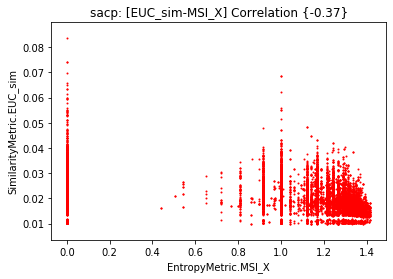 sacp: [EUC_sim-MSI_X] Correlation {-0.37}
SimilarityMetric.EUC_sim
0.08
0.07
0.06
0.05
0.04
0.03
0.02
0.01
0.0 0.2 0.4 0.6 0.8 1.0 1.2 1.4
EntropyMetric.MSI_X